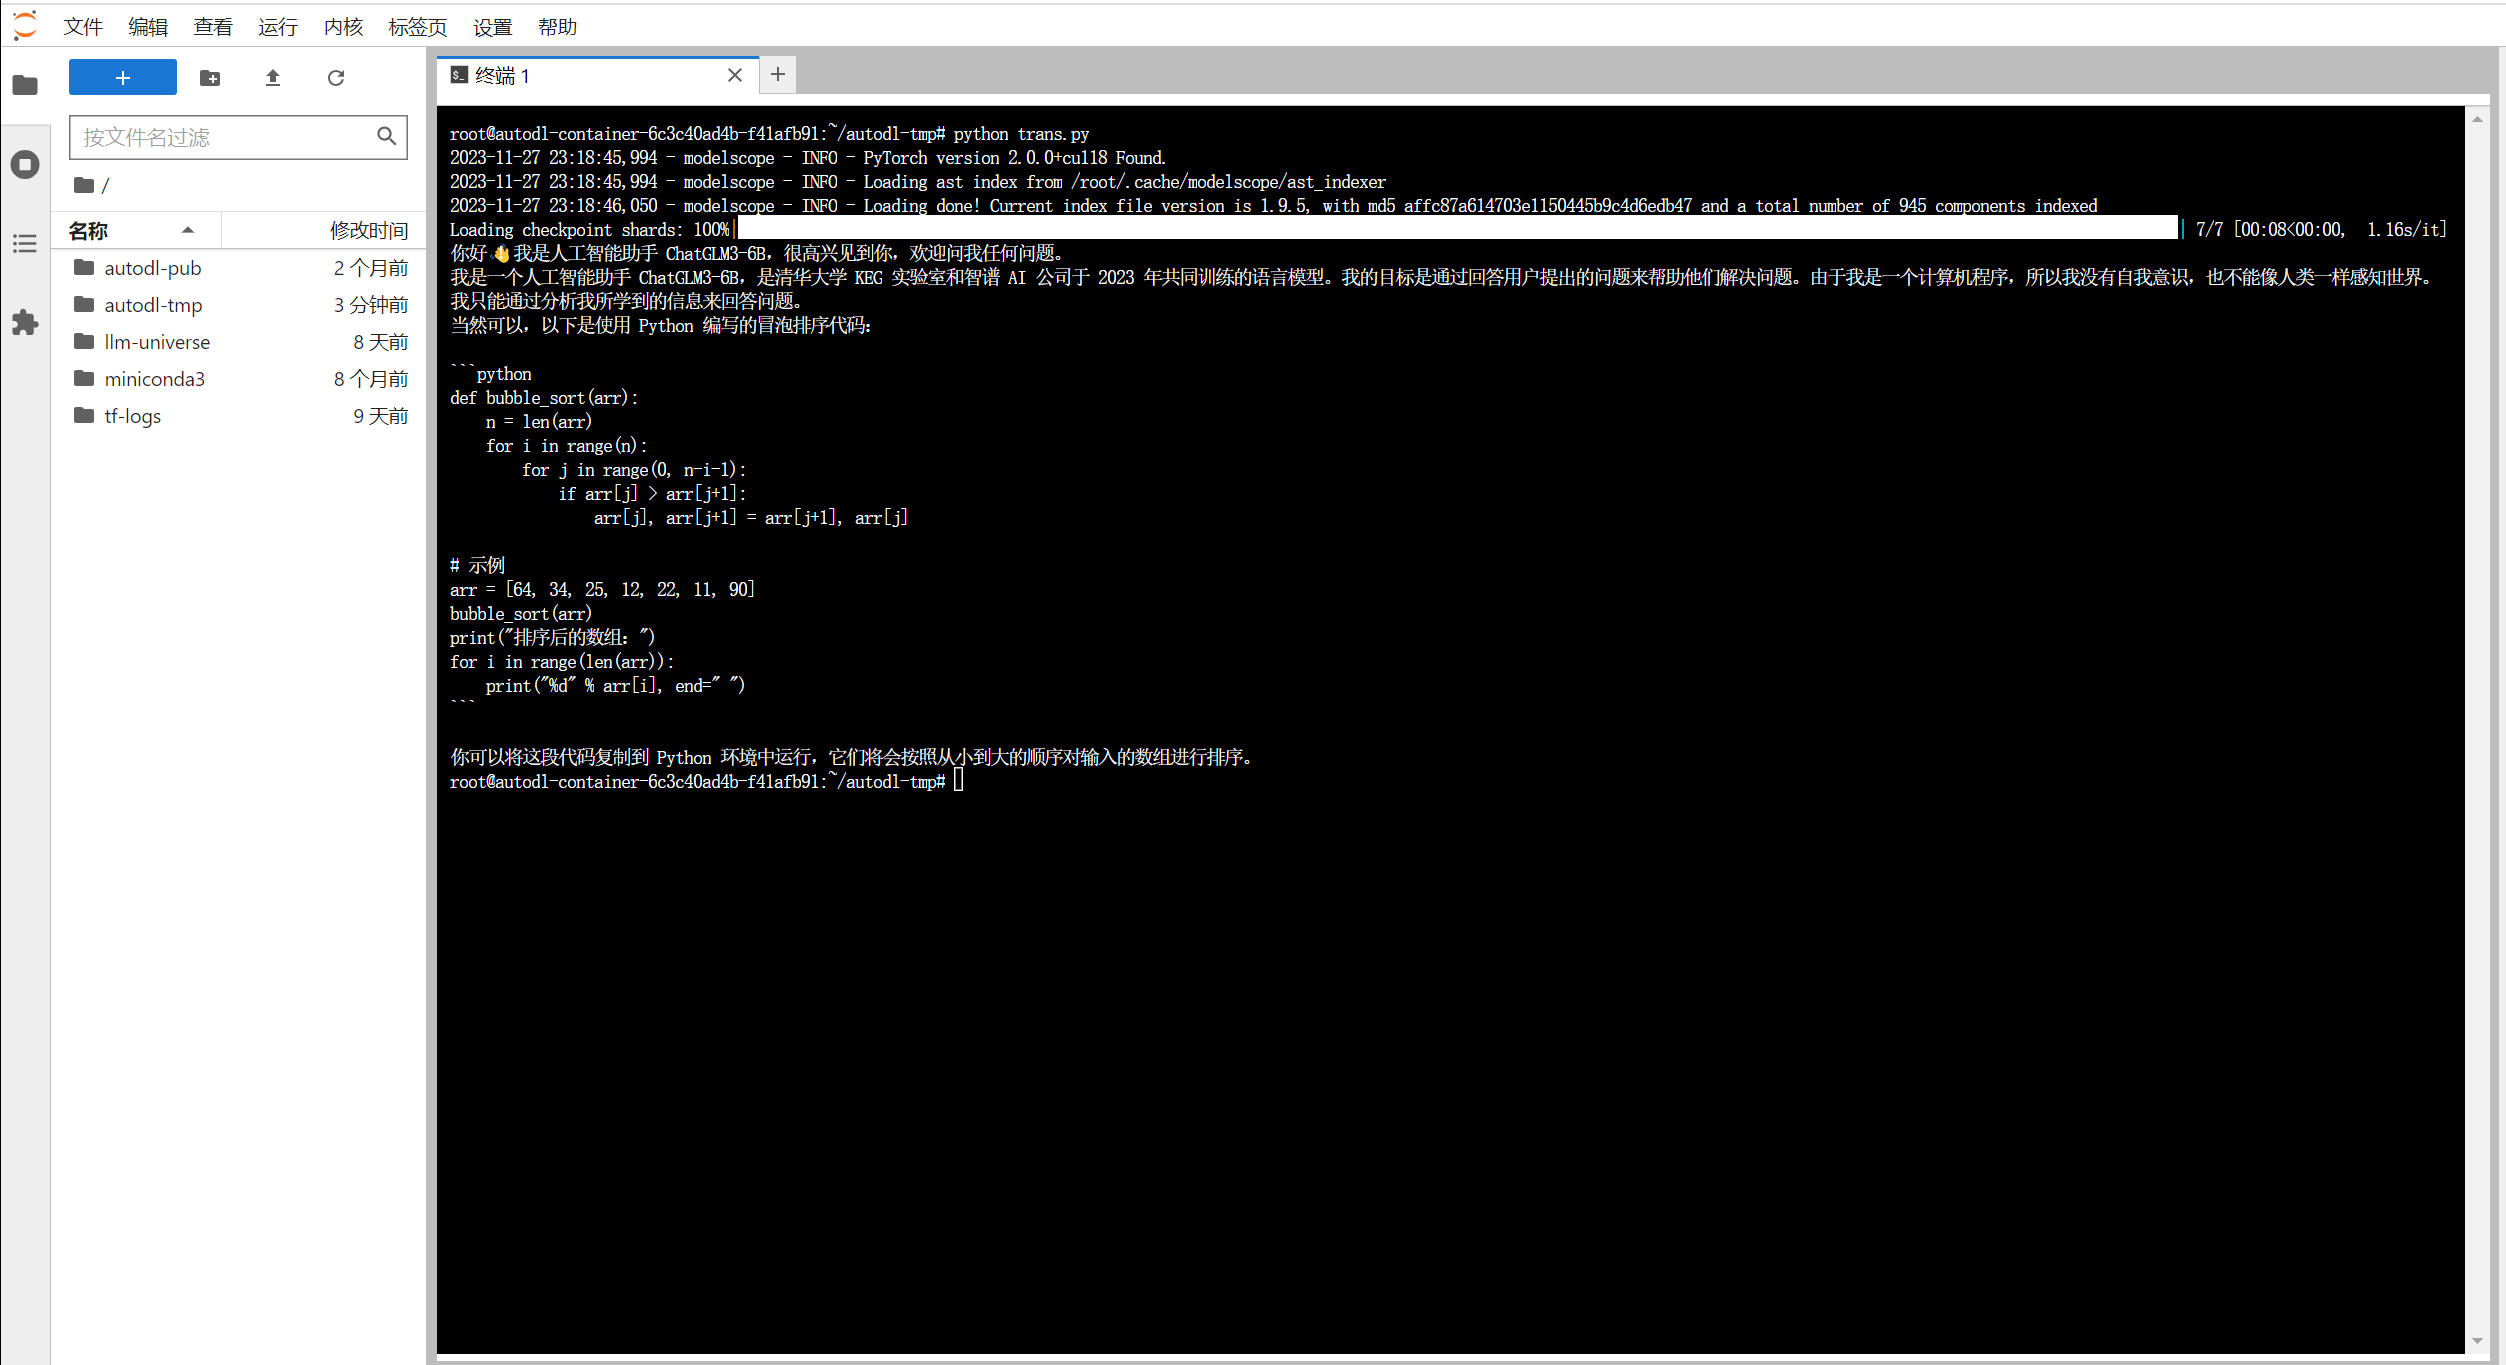 文件 编辑 查看 运行 内核 标签页 设置 帮助
按文件名过滤
/
名称 修改时间
autodl-pub 2 个月前
autodl-tmp 3 分钟前
llm-universe 8 天前
miniconda3 8 个月前
tf-logs 9 天前
终端 1
root@autodl-container-6c3c40ad4b-f41afb91:~/autodl-tmp# python trans.py
2023-11-27 23:18:45,994 - modelscope - INFO - PyTorch version 2.0.0+cu118 Found.
2023-11-27 23:18:45,994 - modelscope - INFO - Loading ast index from /root/.cache/modelscope/ast_indexer
2023-11-27 23:18:46,050 - modelscope - INFO - Loading done! Current index file version is 1.9.5, with md5 affc87a614703e1150445b9c4d6edb47 and a total number of 945 components indexed
Loading checkpoint shards: 100%| | 7/7 [00:08<00:00,  1.16s/it]
你好👋我是人工智能助手 ChatGLM3-6B，很高兴见到你，欢迎问我任何问题。
我是一个人工智能助手 ChatGLM3-6B，是清华大学 KEG 实验室和智谱 AI 公司于 2023 年共同训练的语言模型。我的目标是通过回答用户提出的问题来帮助他们解决问题。由于我是一个计算机程序，所以我没有自我意识，也不能像人类一样感知世界。
我只能通过分析我所学到的信息来回答问题。
当然可以，以下是使用 Python 编写的冒泡排序代码：
```python
def bubble_sort(arr):
    n = len(arr)
    for i in range(n):
        for j in range(0, n-i-1):
            if arr[j] > arr[j+1]:
                arr[j], arr[j+1] = arr[j+1], arr[j]
# 示例
arr = [64, 34, 25, 12, 22, 11, 90]
bubble_sort(arr)
print("排序后的数组：")
for i in range(len(arr)):
    print("%d" % arr[i], end=" ")
```
你可以将这段代码复制到 Python 环境中运行，它们将会按照从小到大的顺序对输入的数组进行排序。
root@autodl-container-6c3c40ad4b-f41afb91:~/autodl-tmp#